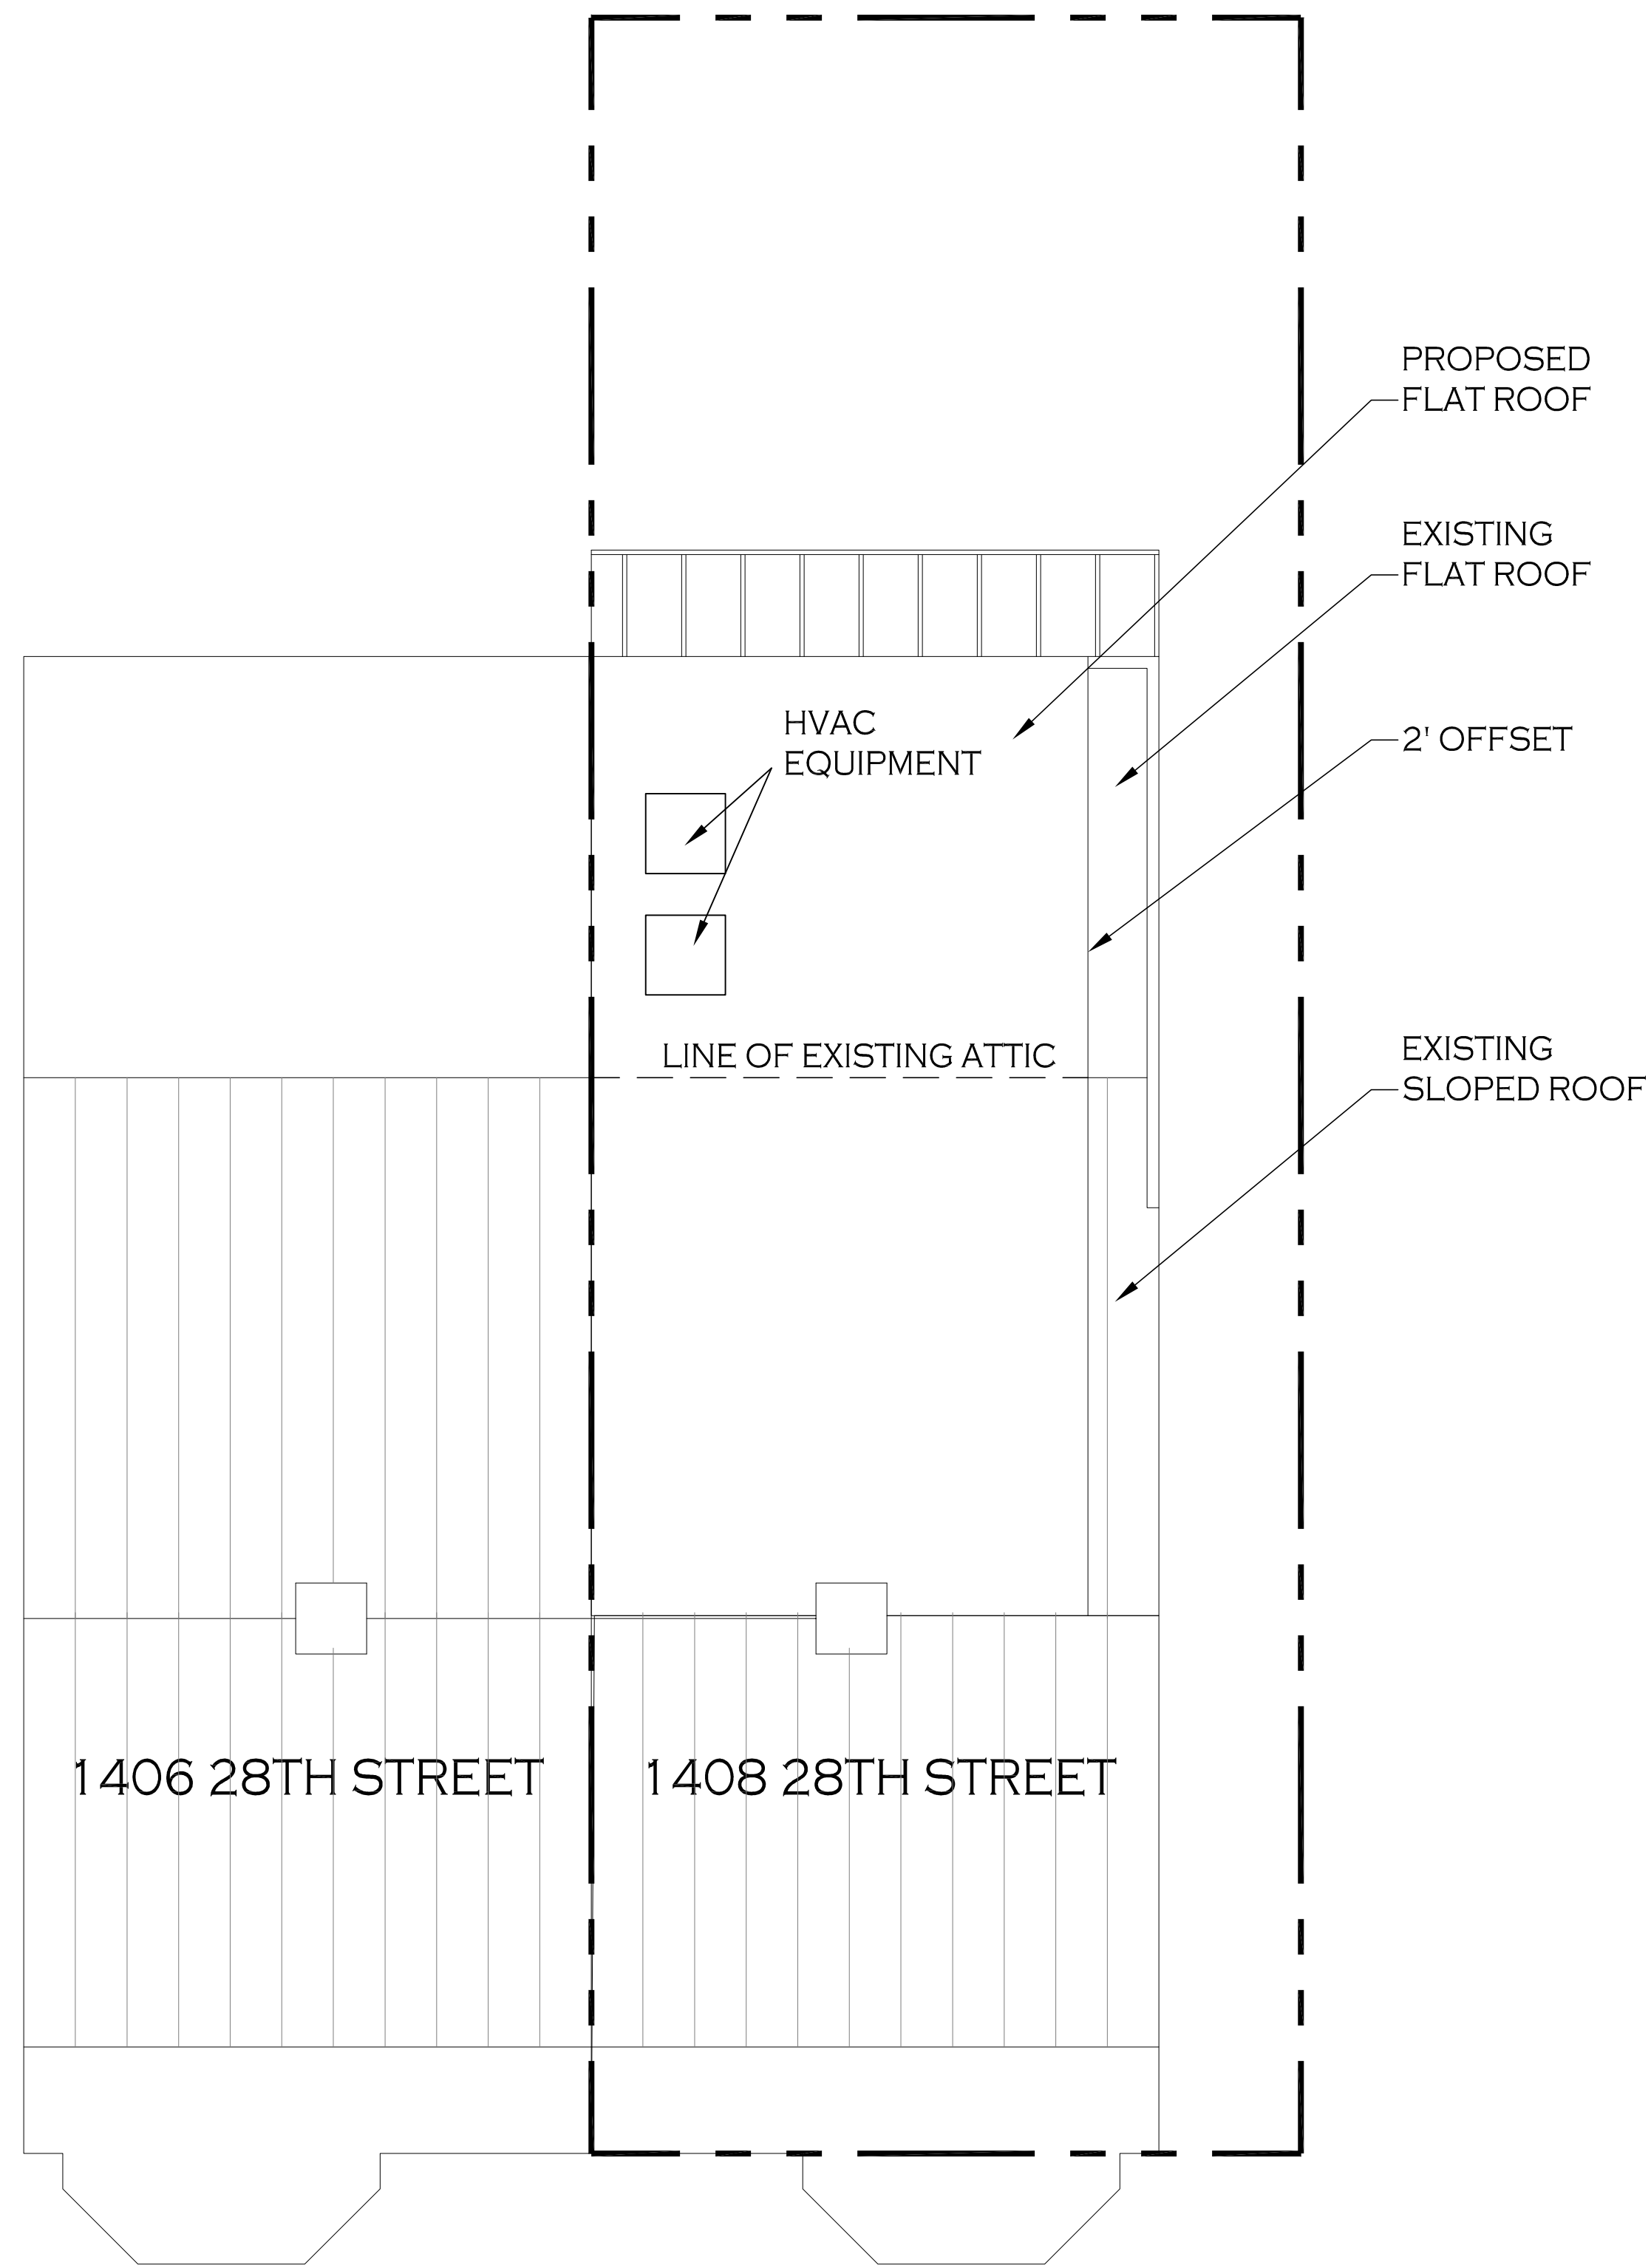 PROPOSED
FLAT ROOF
EXISTING
FLAT ROOF
HVAC
EQUIPMENT
2' OFFSET
LINE OF EXISTING ATTIC
EXISTING
SLOPED ROOF
1406 28TH STREET
1408 28TH STREET